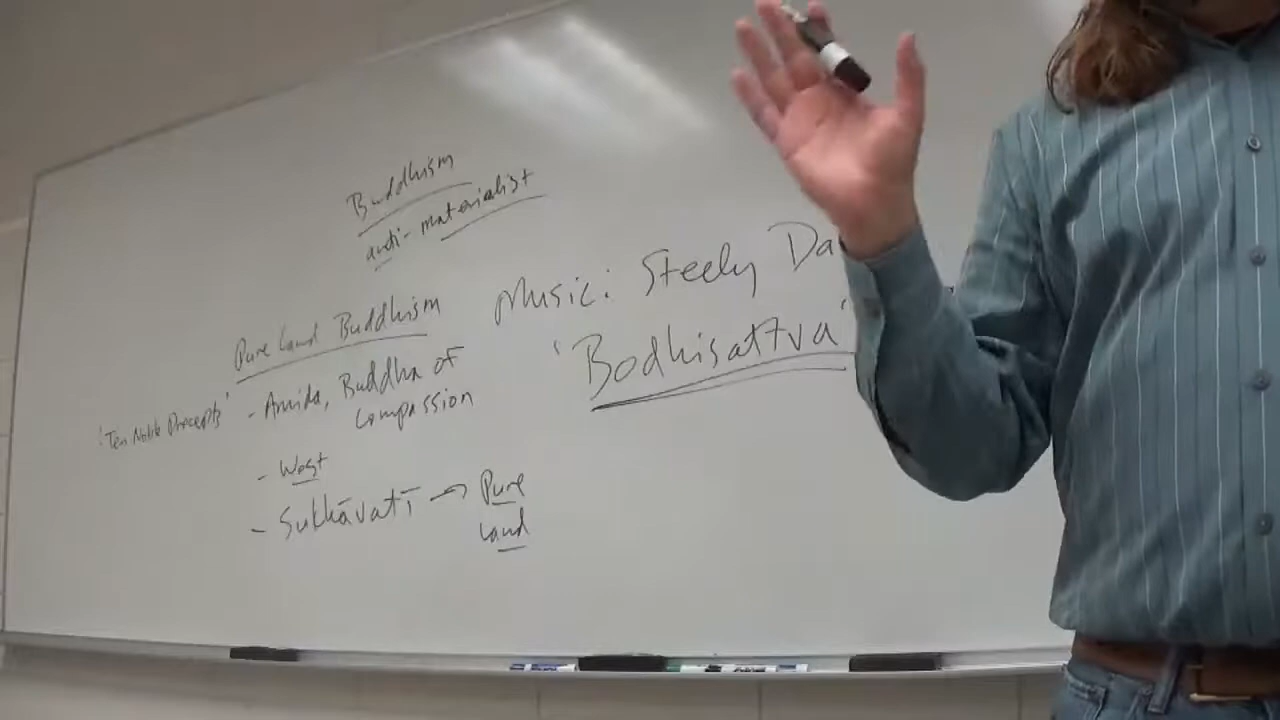 Buddhism
anti-materialist
Music: Steely Da
'Bodhisattva'
Pure Land Buddhism
'Ten Noble Precepts'
- Amida, Buddha of
Compassion
- West
- Sukhāvatī → Pure
Land